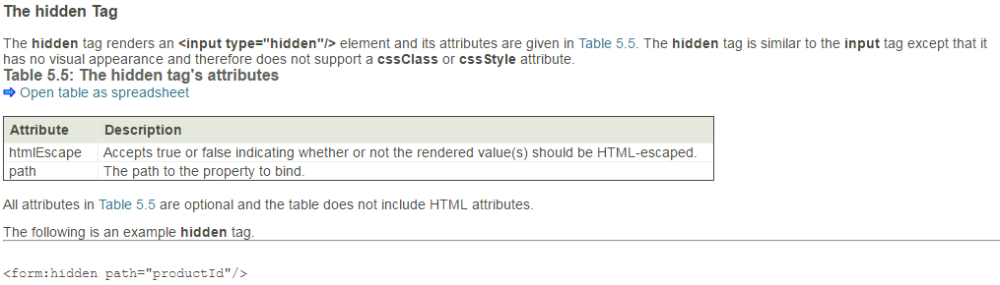 The hidden Tag
The hidden tag renders an <input type="hidden"/> element and its attributes are given in Table 5.5. The hidden tag is similar to the input tag except that it
has no visual appearance and therefore does not support a cssClass or cssStyle attribute.
Table 5.5: The hidden tag's attributes
Open table as spreadsheet
Attribute Description
htmlEscape Accepts true or false indicating whether or not the rendered value(s) should be HTML-escaped.
path The path to the property to bind.
All attributes in Table 5.5 are optional and the table does not include HTML attributes.
The following is an example hidden tag.
<form:hidden path="productId"/>